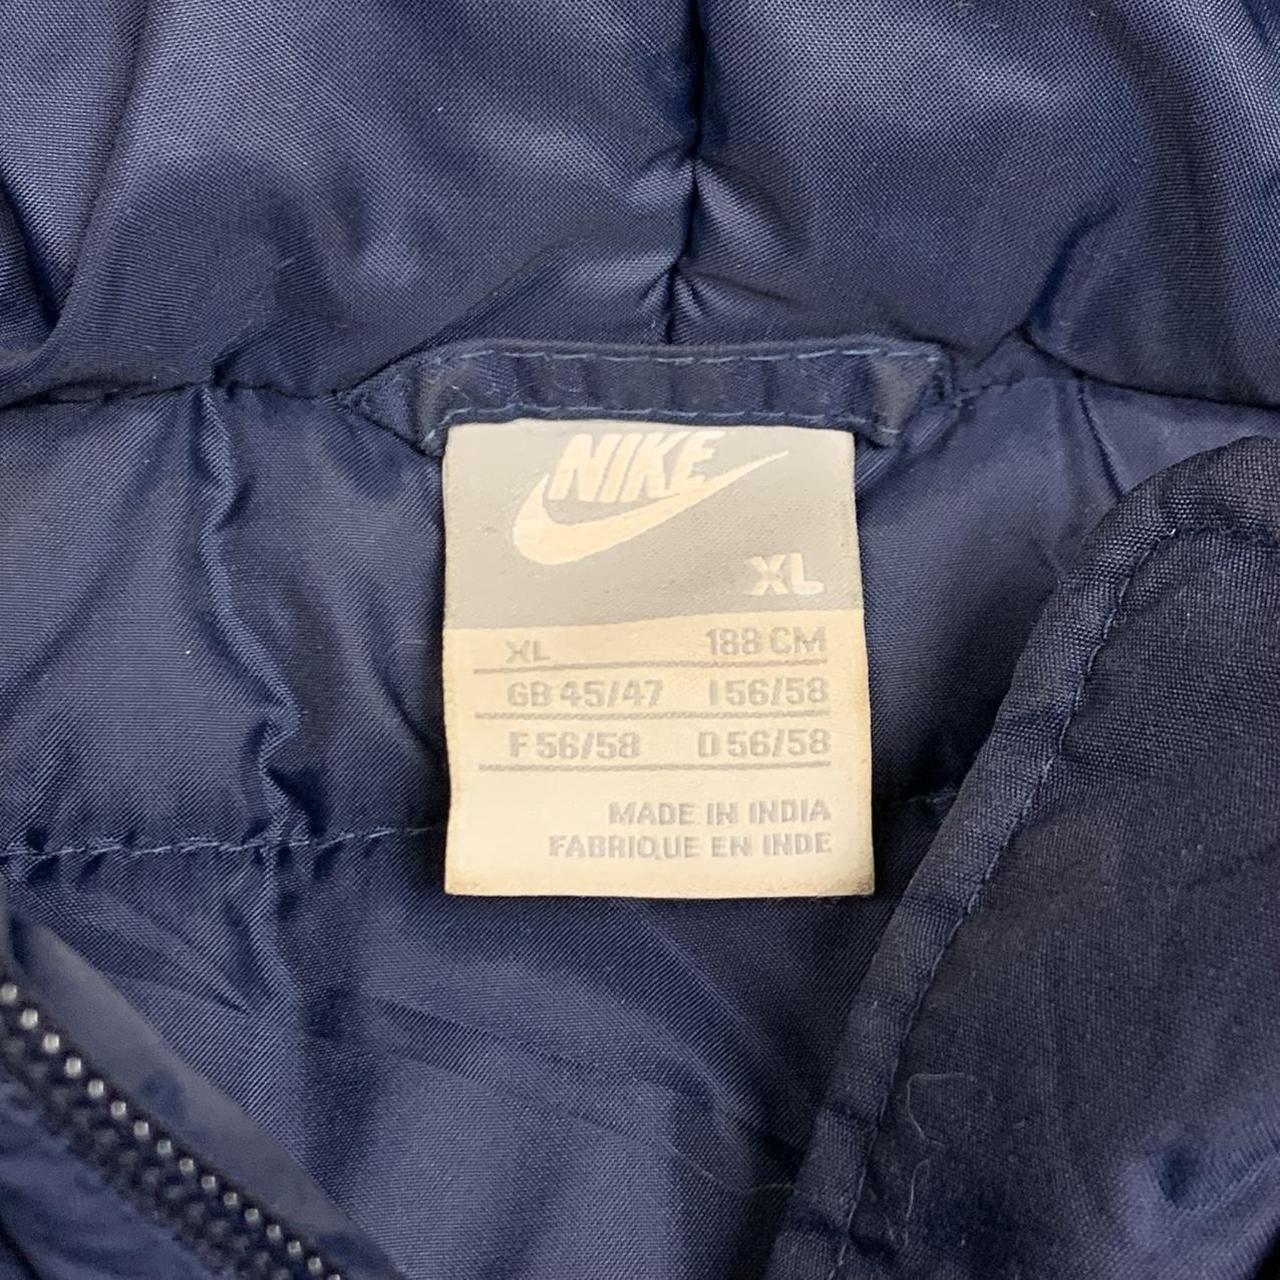 NIKE
XL
XL 188 CM
GB 45/47 I 56/58
F 56/58 D 56/58
MADE IN INDIA
FABRIQUE EN INDE